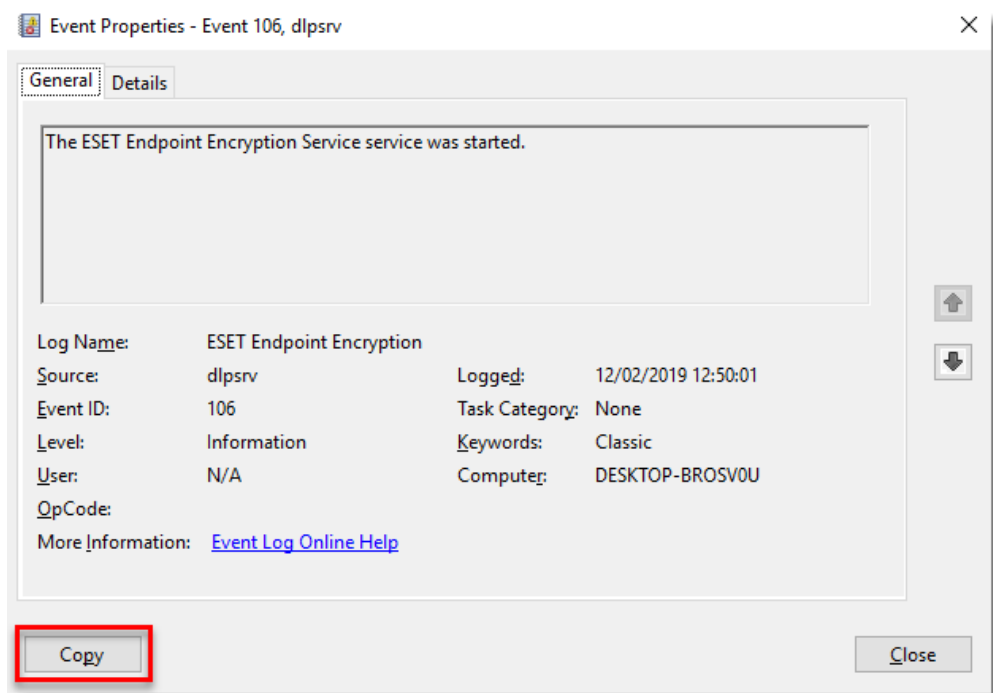 Event Properties - Event 106, dlpsrv
General Details
The ESET Endpoint Encryption Service service was started.
Log Name: ESET Endpoint Encryption
Source: dlpsrv Logged: 12/02/2019 12:50:01
Event ID: 106 Task Category: None
Level: Information Keywords: Classic
User: N/A Computer: DESKTOP-BROSV0U
OpCode:
More Information: Event Log Online Help
Copy Close